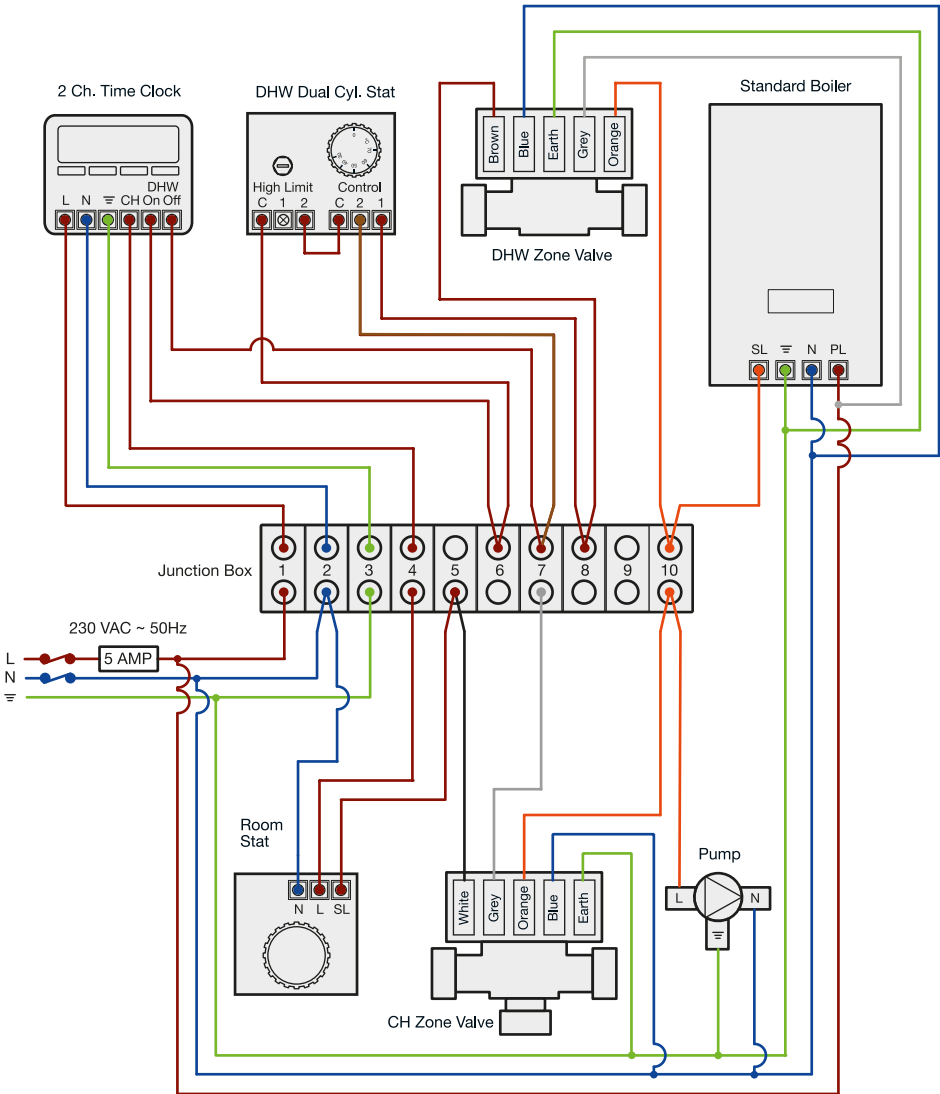 2 Ch. Time Clock
DHW
L N CH On Off
DHW Dual Cyl. Stat
High Limit Control
C 1 2 C 2 1
Brown Blue Earth Grey Orange
DHW Zone Valve
Standard Boiler
SL N PL
Junction Box
1 2 3 4 5 6 7 8 9 10
230 VAC ~ 50Hz
L 5 AMP
N
Room
Stat
N L SL
White Grey Orange Blue Earth
CH Zone Valve
Pump
L N